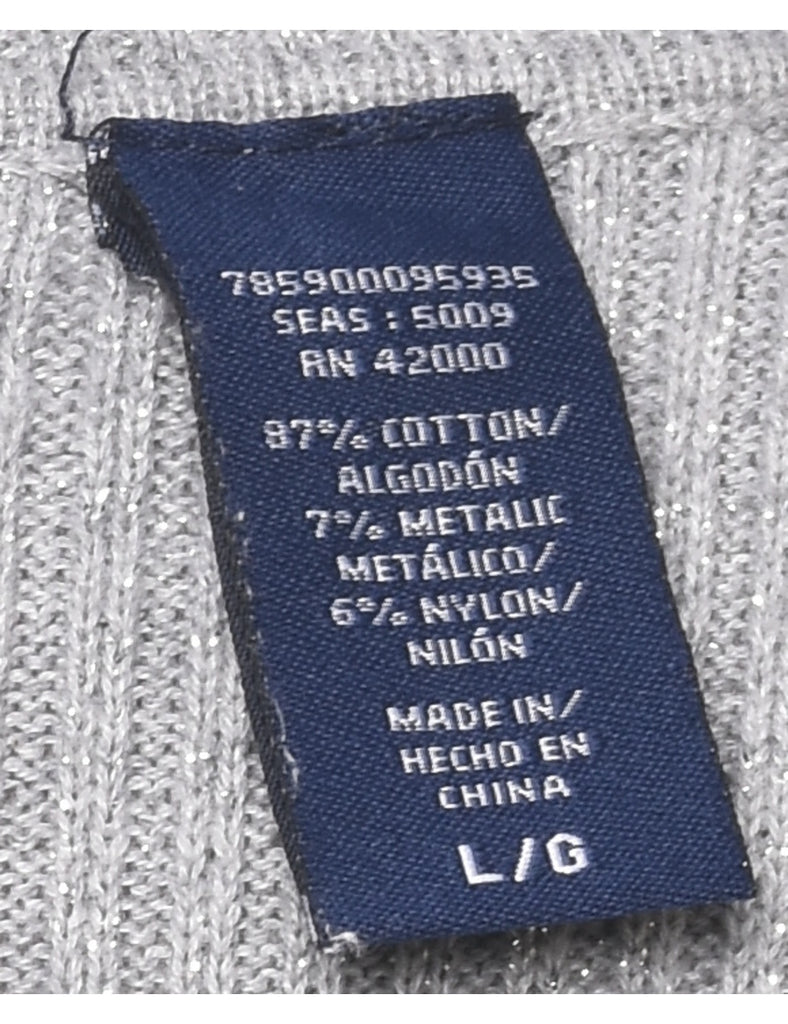 785900095935
SEAS : 5009
RN 42000
87% COTTON/
ALGODÓN
7% METALIC
METÁLICO/
6% NYLON/
NILÓN
MADE IN/
HECHO EN
CHINA
L/G